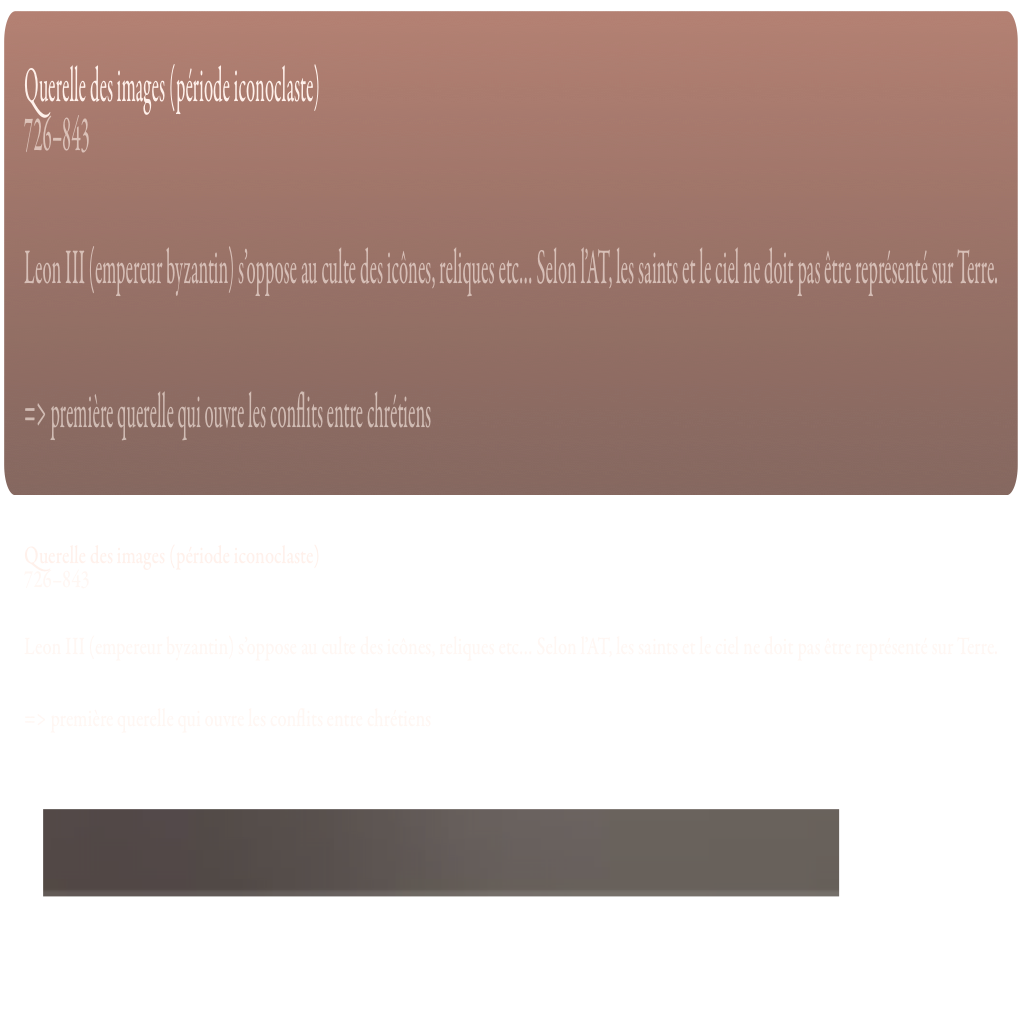 Querelle des images (période iconoclaste)
726–843
Leon III (empereur byzantin) s'oppose au culte des icônes, reliques etc... Selon l'AT, les saints et le ciel ne doit pas être représenté sur Terre.
=> première querelle qui ouvre les conflits entre chrétiens
Querelle des images (période iconoclaste)
726–843
Leon III (empereur byzantin) s'oppose au culte des icônes, reliques etc... Selon l'AT, les saints et le ciel ne doit pas être représenté sur Terre.
=> première querelle qui ouvre les conflits entre chrétiens